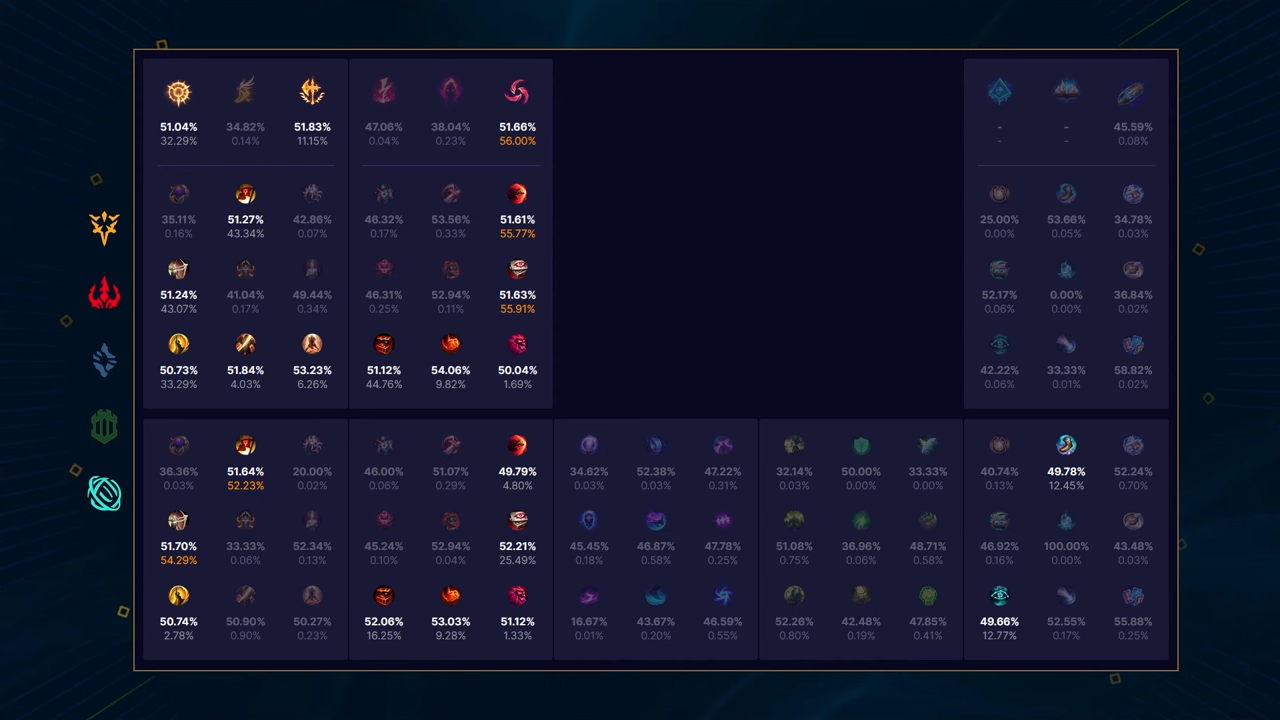 51.04% 34.82% 51.83% 47.06% 38.04% 51.66% - - 45.59%
32.29% 0.14% 11.15% 0.04% 0.23% 56.00% - - 0.08%
35.11% 51.27% 42.86% 46.32% 53.56% 51.61% 25.00% 53.66% 34.78%
0.16% 43.34% 0.07% 0.17% 0.33% 55.77% 0.00% 0.05% 0.03%
51.24% 41.04% 49.44% 46.31% 52.94% 51.63% 52.17% 0.00% 36.84%
43.07% 0.17% 0.34% 0.25% 0.11% 55.91% 0.06% 0.00% 0.02%
50.73% 51.84% 53.23% 51.12% 54.06% 50.04% 42.22% 33.33% 58.82%
33.29% 4.03% 6.26% 44.76% 9.82% 1.69% 0.06% 0.01% 0.02%
36.36% 51.64% 20.00% 46.00% 51.07% 49.79% 34.62% 52.38% 47.22% 32.14% 50.00% 33.33% 40.74% 49.78% 52.24%
0.03% 52.23% 0.02% 0.06% 0.29% 4.80% 0.03% 0.03% 0.31% 0.03% 0.00% 0.00% 0.13% 12.45% 0.70%
51.70% 33.33% 52.34% 45.24% 52.94% 52.21% 45.45% 46.87% 47.78% 51.08% 36.96% 48.71% 46.92% 100.00% 43.48%
54.29% 0.06% 0.13% 0.10% 0.04% 25.49% 0.18% 0.58% 0.25% 0.75% 0.06% 0.58% 0.16% 0.00% 0.03%
50.74% 50.90% 50.27% 52.06% 53.03% 51.12% 16.67% 43.67% 46.59% 52.26% 42.48% 47.85% 49.66% 52.55% 55.88%
2.78% 0.90% 0.23% 16.25% 9.28% 1.33% 0.01% 0.20% 0.55% 0.80% 0.19% 0.41% 12.77% 0.17% 0.25%